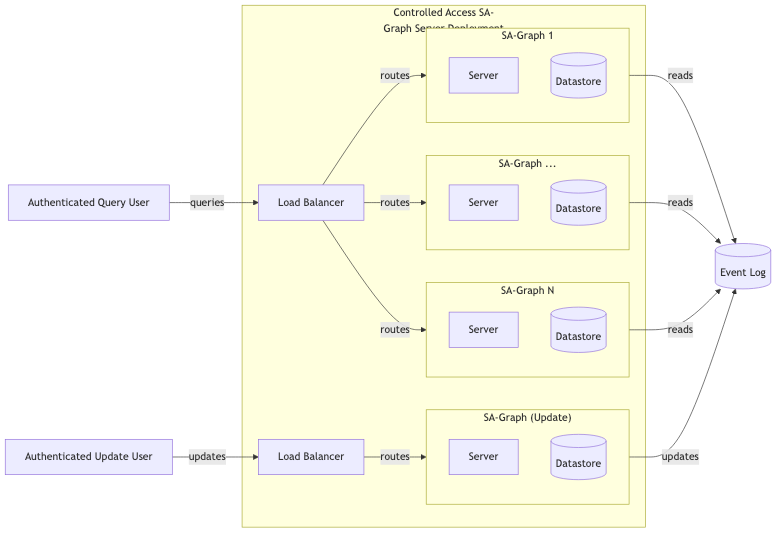 Controlled Access SA-
Graph Server Deployment
SA-Graph 1
routes
Server
Datastore
reads
SA-Graph ...
Authenticated Query User
queries
Load Balancer
routes
Server
Datastore
reads
Event Log
SA-Graph N
routes
Server
Datastore
reads
SA-Graph (Update)
Authenticated Update User
updates
Load Balancer
routes
Server
Datastore
updates